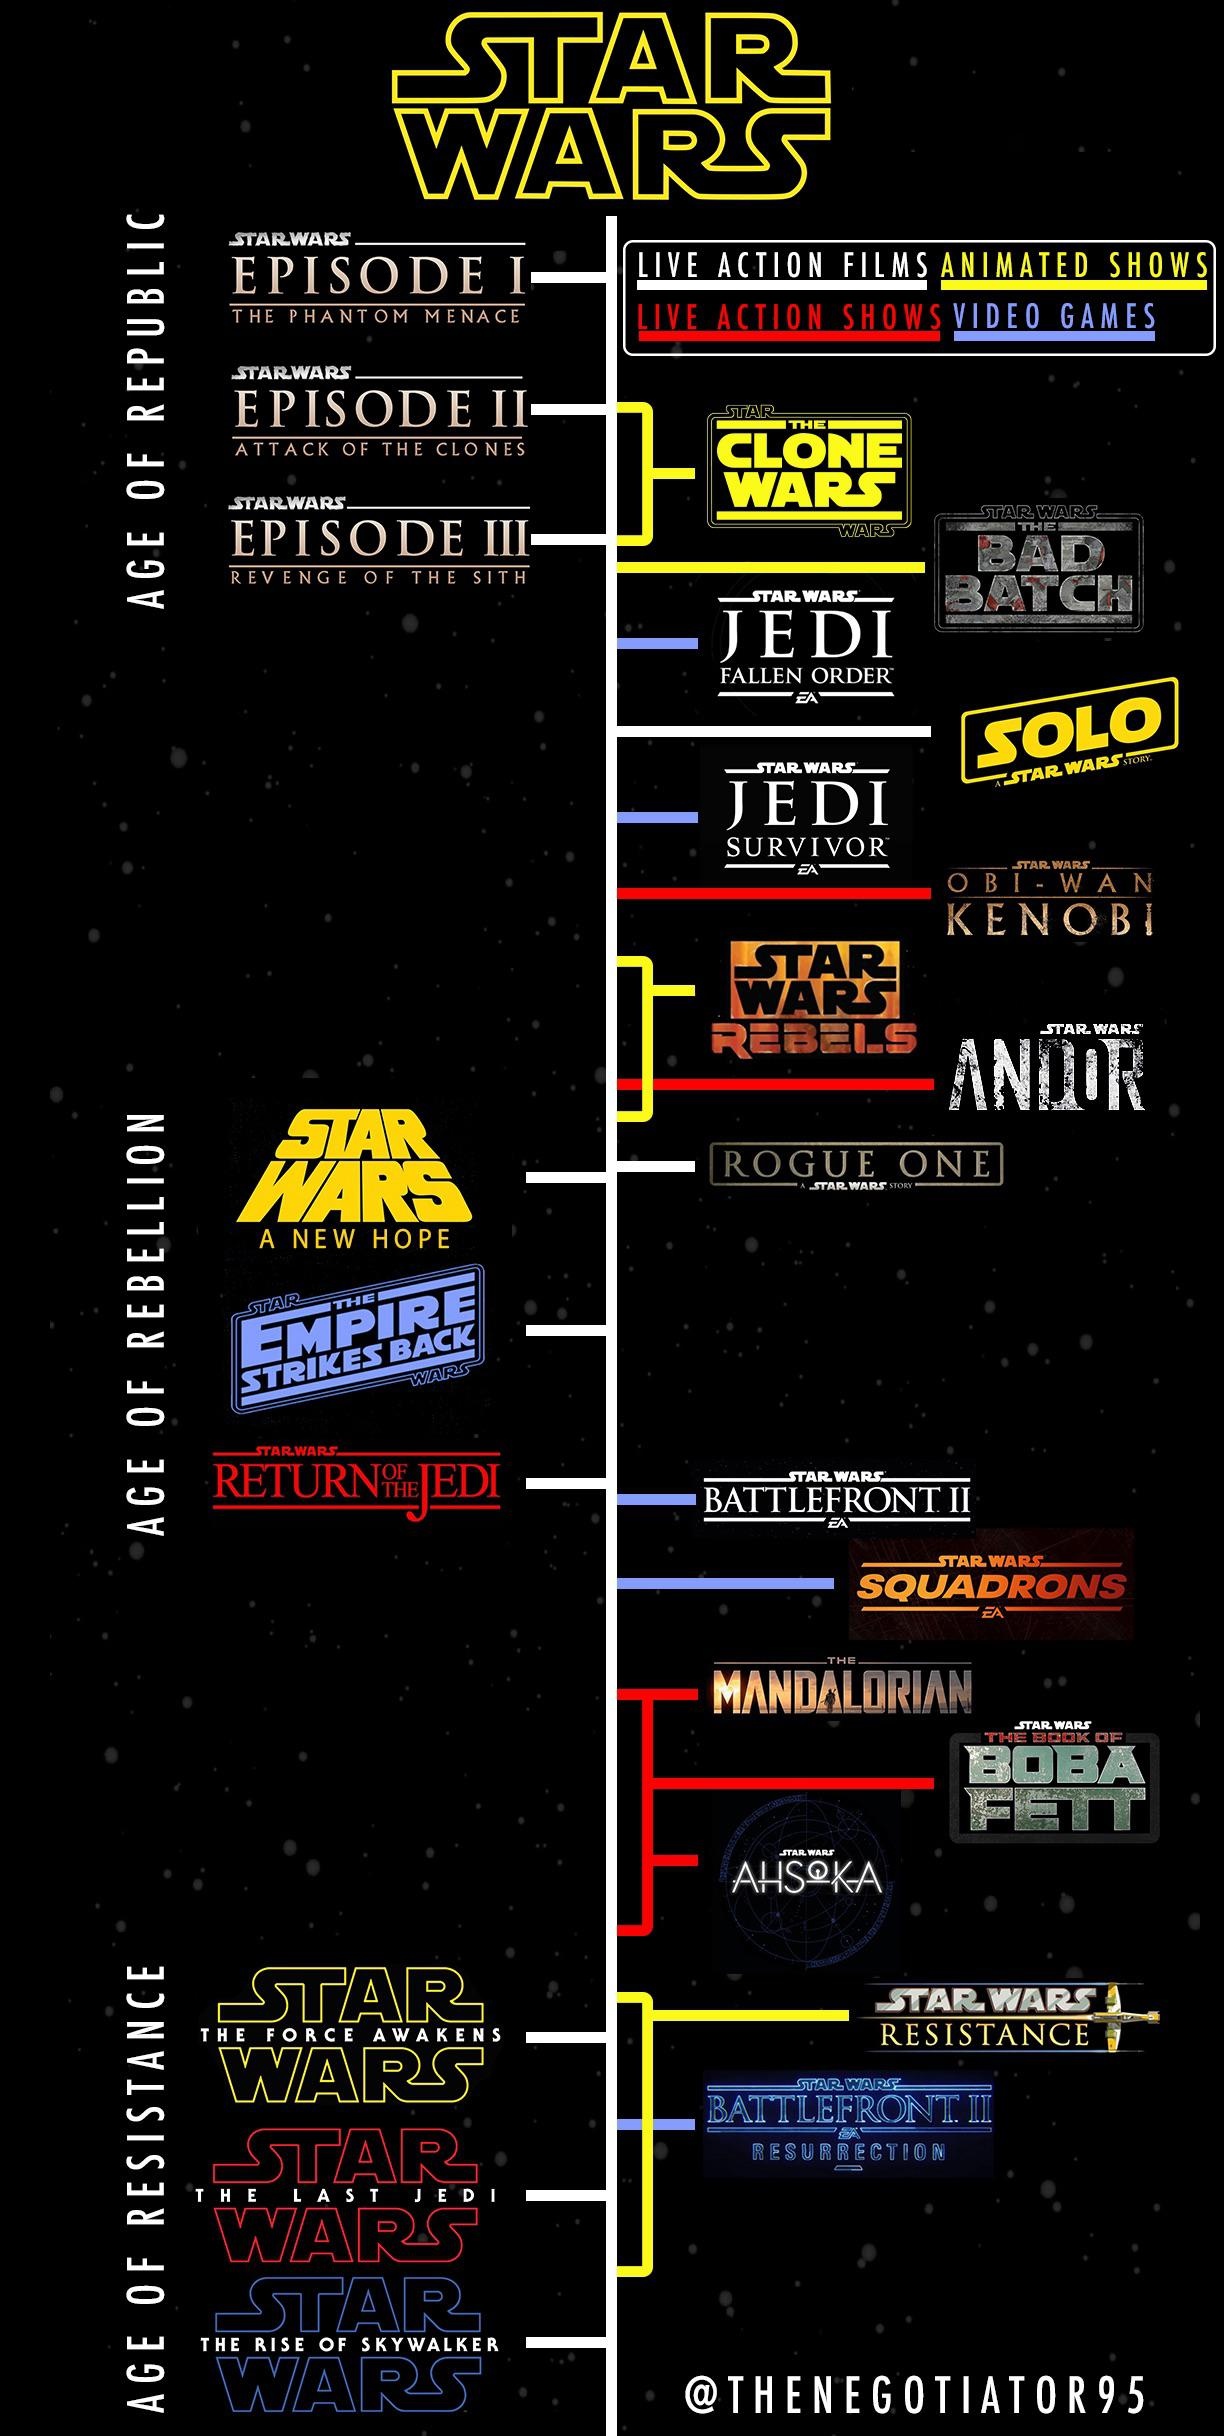 STAR
WARS
AGE OF REPUBLIC
STAR WARS
EPISODE I
THE PHANTOM MENACE
LIVE ACTION FILMS ANIMATED SHOWS
LIVE ACTION SHOWS VIDEO GAMES
STAR WARS
EPISODE II
ATTACK OF THE CLONES
STAR
THE
CLONE
WARS
WARS
STAR WARS
EPISODE III
REVENGE OF THE SITH
STAR WARS
THE
BAD
BATCH
STAR WARS
JEDI
FALLEN ORDER
EA
SOLO
A STAR WARS STORY
STAR WARS
JEDI
SURVIVOR
EA
STAR WARS
OBI-WAN
KENOBI
STAR
WARS
REBELS
STAR WARS
ANDOR
AGE OF REBELLION
STAR
WARS
A NEW HOPE
ROGUE ONE
A STAR WARS STORY
STAR
THE
EMPIRE
STRIKES BACK
WARS
STAR WARS
RETURN OF THE JEDI
STAR WARS
BATTLEFRONT II
EA
STAR WARS
SQUADRONS
EA
THE
MANDALORIAN
STAR WARS
THE BOOK OF
BOBA
FETT
STAR WARS
AHSOKA
AGE OF RESISTANCE
STAR
THE FORCE AWAKENS
WARS
STAR WARS
RESISTANCE
STAR WARS
BATTLEFRONT II
EA
RESURRECTION
STAR
THE LAST JEDI
WARS
STAR
THE RISE OF SKYWALKER
WARS
@THENEGOTIATOR95